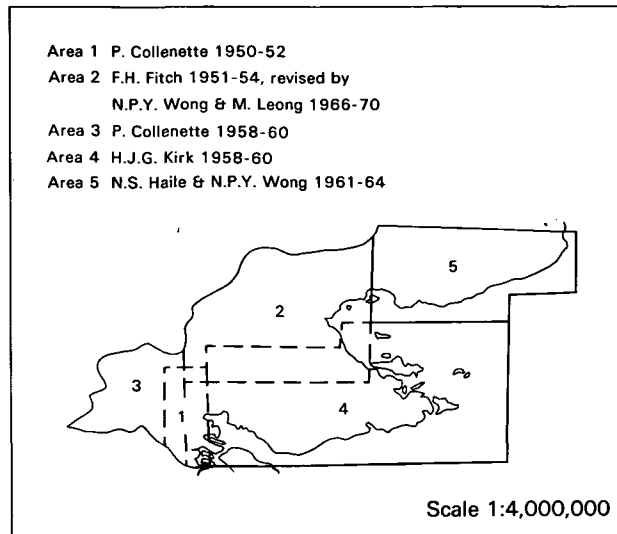 Area 1 P. Collenette 1950-52
Area 2 F.H. Fitch 1951-54, revised by
N.P.Y. Wong & M. Leong 1966-70
Area 3 P. Collenette 1958-60
Area 4 H.J.G. Kirk 1958-60
Area 5 N.S. Haile & N.P.Y. Wong 1961-64
5
2
3
1
4
Scale 1:4,000,000